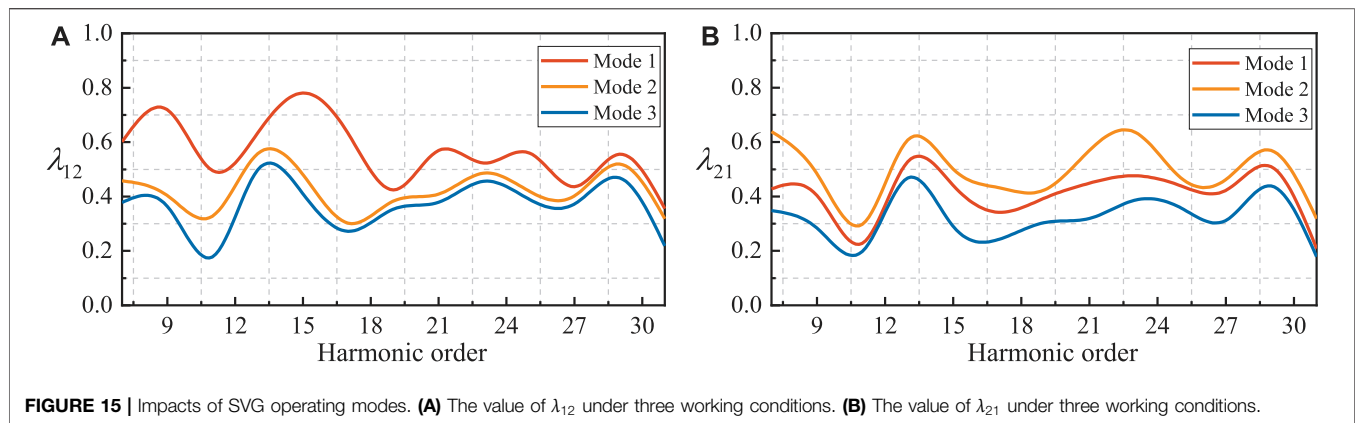 A
1.0
0.8
0.6
0.4
0.2
0.0
λ12
Mode 1
Mode 2
Mode 3
9 12 15 18 21 24 27 30
Harmonic order
B
1.0
0.8
0.6
0.4
0.2
0.0
λ21
Mode 1
Mode 2
Mode 3
9 12 15 18 21 24 27 30
Harmonic order
FIGURE 15 | Impacts of SVG operating modes. (A) The value of λ12 under three working conditions. (B) The value of λ21 under three working conditions.